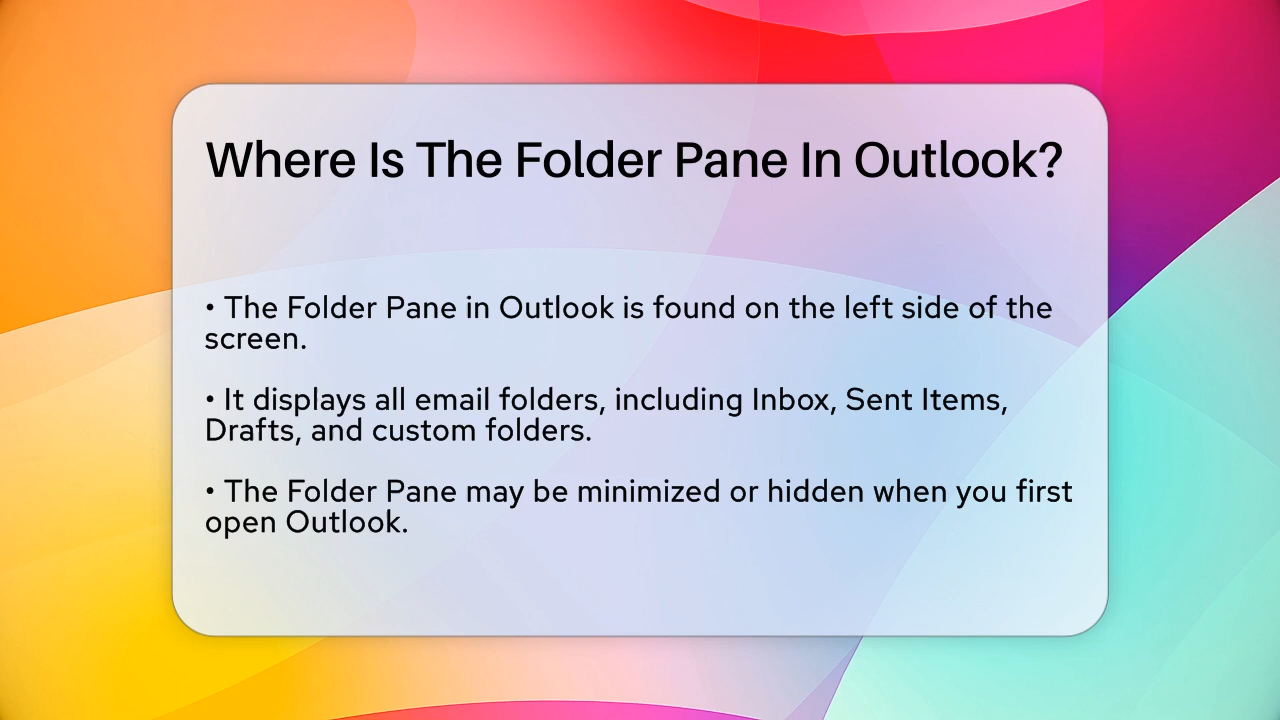 Where Is The Folder Pane In Outlook?
• The Folder Pane in Outlook is found on the left side of the
screen.
• It displays all email folders, including Inbox, Sent Items,
Drafts, and custom folders.
• The Folder Pane may be minimized or hidden when you first
open Outlook.